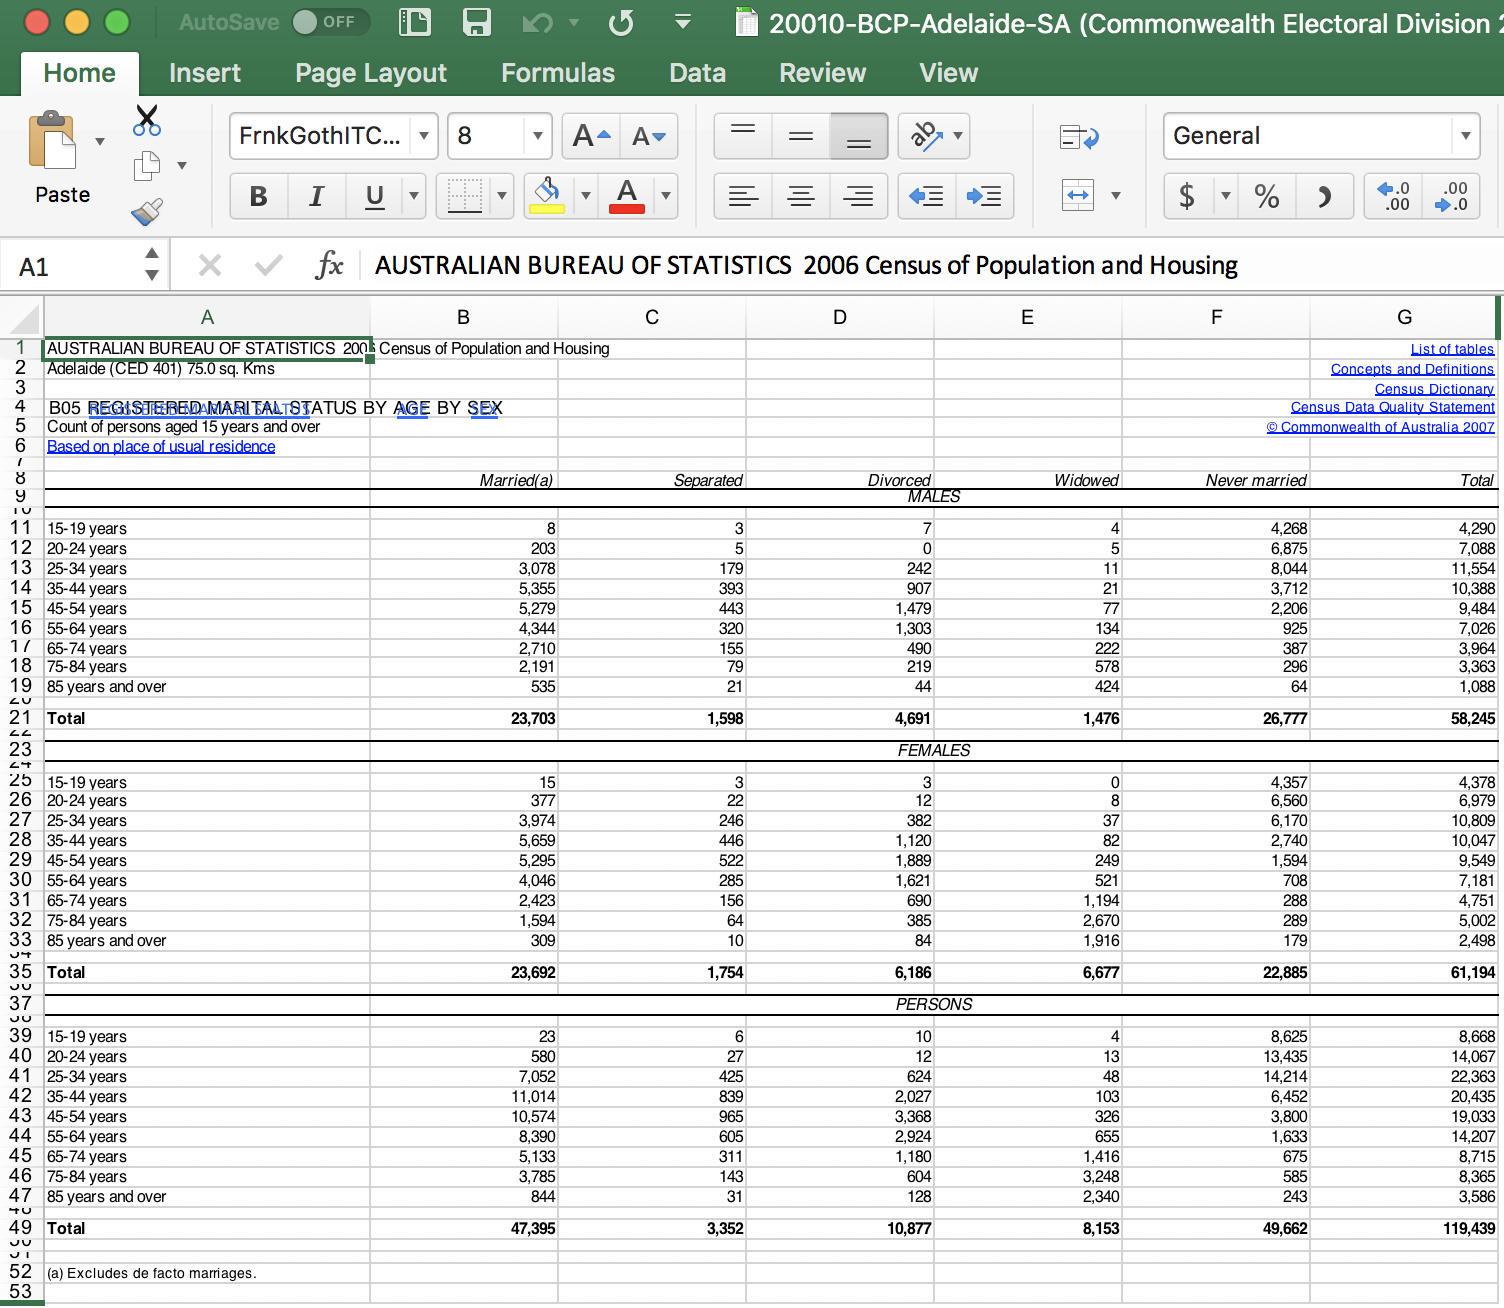 AutoSave OFF 20010-BCP-Adelaide-SA (Commonwealth Electoral Division
Home Insert Page Layout Formulas Data Review View
Paste FrnkGothITC... 8 A A ab General
B I U A $ % .0 .00 .00 .0
A1 fx AUSTRALIAN BUREAU OF STATISTICS 2006 Census of Population and Housing
A B C D E F G
1 AUSTRALIAN BUREAU OF STATISTICS 2006 Census of Population and Housing List of tables
2 Adelaide (CED 401) 75.0 sq. Kms Concepts and Definitions
3 Census Dictionary
4 B05 REGISTERED MARITAL STATUS BY AGE BY SEX Census Data Quality Statement
5 Count of persons aged 15 years and over © Commonwealth of Australia 2007
6 Based on place of usual residence
7
8 Married(a) Separated Divorced Widowed Never married Total
9 MALES
10
11 15-19 years 8 3 7 4 4,268 4,290
12 20-24 years 203 5 0 5 6,875 7,088
13 25-34 years 3,078 179 242 11 8,044 11,554
14 35-44 years 5,355 393 907 21 3,712 10,388
15 45-54 years 5,279 443 1,479 77 2,206 9,484
16 55-64 years 4,344 320 1,303 134 925 7,026
17 65-74 years 2,710 155 490 222 387 3,964
18 75-84 years 2,191 79 219 578 296 3,363
19 85 years and over 535 21 44 424 64 1,088
20
21 Total 23,703 1,598 4,691 1,476 26,777 58,245
22
23 FEMALES
24
25 15-19 years 15 3 3 0 4,357 4,378
26 20-24 years 377 22 12 8 6,560 6,979
27 25-34 years 3,974 246 382 37 6,170 10,809
28 35-44 years 5,659 446 1,120 82 2,740 10,047
29 45-54 years 5,295 522 1,889 249 1,594 9,549
30 55-64 years 4,046 285 1,621 521 708 7,181
31 65-74 years 2,423 156 690 1,194 288 4,751
32 75-84 years 1,594 64 385 2,670 289 5,002
33 85 years and over 309 10 84 1,916 179 2,498
34
35 Total 23,692 1,754 6,186 6,677 22,885 61,194
36
37 PERSONS
38
39 15-19 years 23 6 10 4 8,625 8,668
40 20-24 years 580 27 12 13 13,435 14,067
41 25-34 years 7,052 425 624 48 14,214 22,363
42 35-44 years 11,014 839 2,027 103 6,452 20,435
43 45-54 years 10,574 965 3,368 326 3,800 19,033
44 55-64 years 8,390 605 2,924 655 1,633 14,207
45 65-74 years 5,133 311 1,180 1,416 675 8,715
46 75-84 years 3,785 143 604 3,248 585 8,365
47 85 years and over 844 31 128 2,340 243 3,586
48
49 Total 47,395 3,352 10,877 8,153 49,662 119,439
50
51
52 (a) Excludes de facto marriages.
53